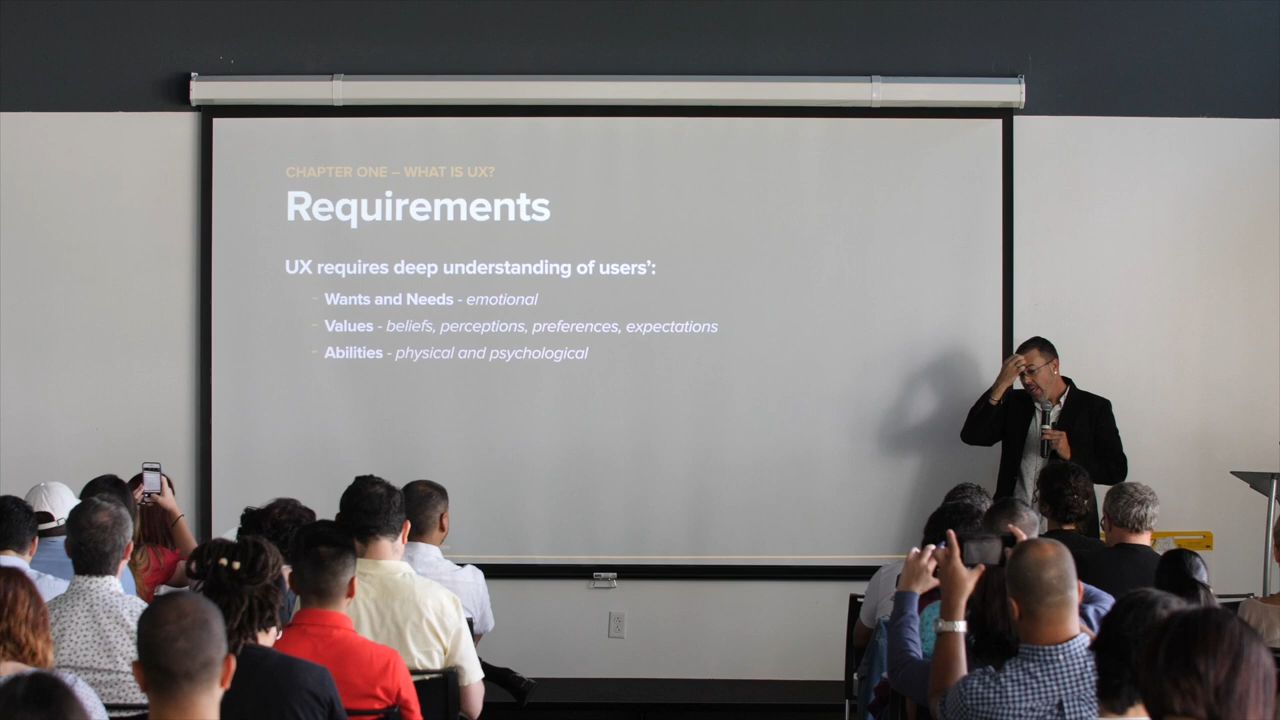 CHAPTER ONE – WHAT IS UX?
Requirements
UX requires deep understanding of users’:
- Wants and Needs - emotional
- Values - beliefs, perceptions, preferences, expectations
- Abilities - physical and psychological